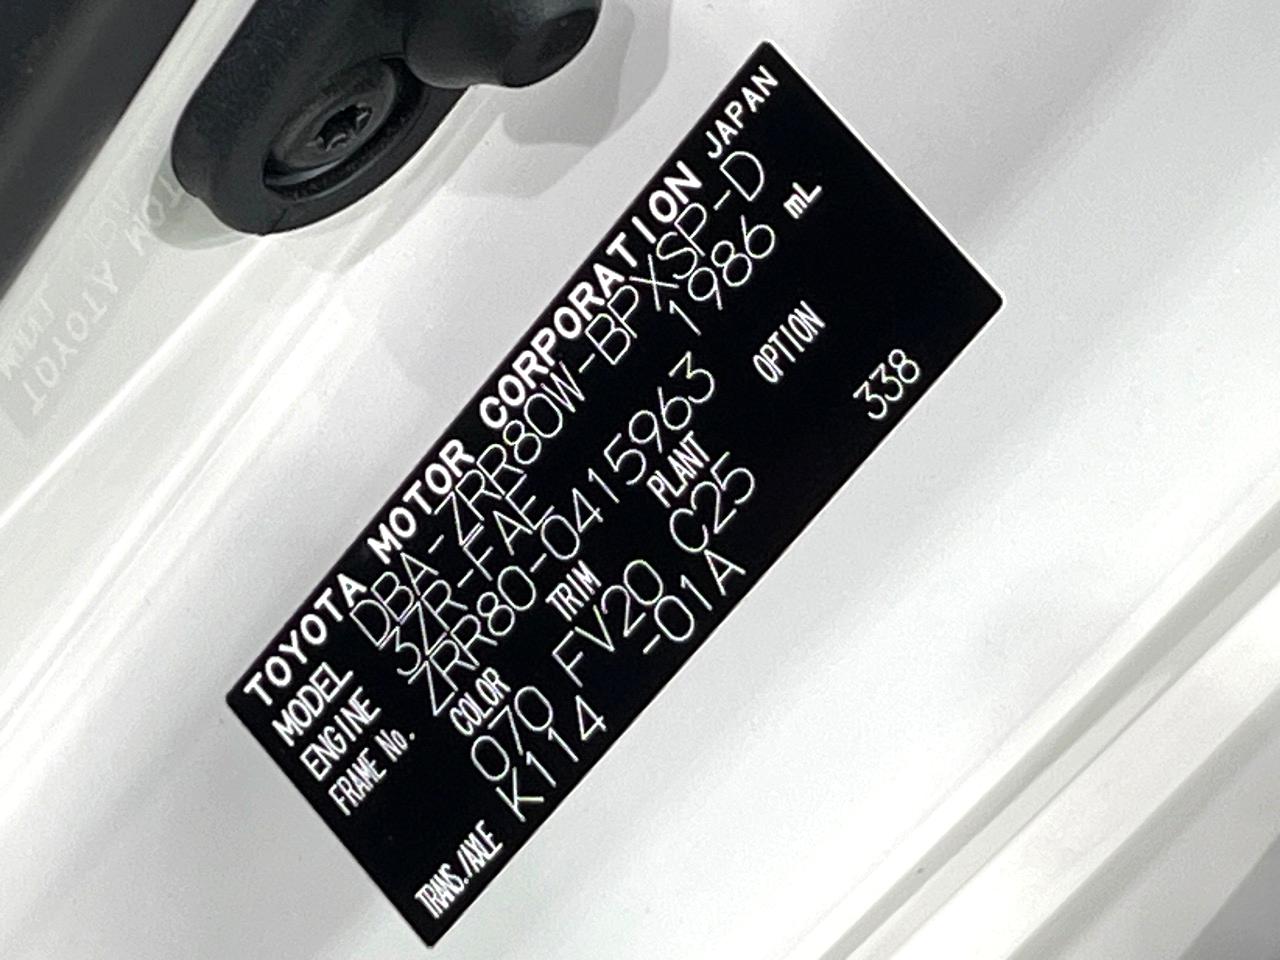 TOYOTA MOTOR CORPORATION JAPAN
MODEL DBA-ZRR80W-BPXSP-D
ENGINE 3ZR-FAE 1986 mL
FRAME No. ZRR80-0415963
COLOR TRIM PLANT OPTION
070 FV20 C25
TRANS./AXLE K114 -01A 338